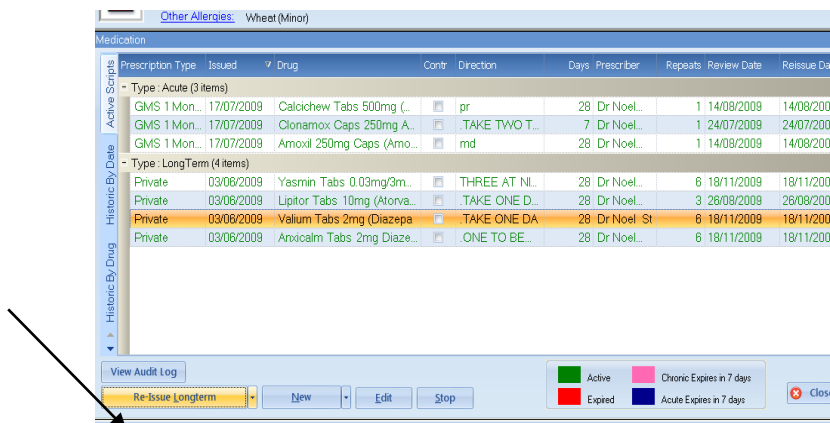 Other Allergies: Wheat (Minor)
Medication
Prescription Type Issued Drug Contr Direction Days Prescriber Repeats Review Date Reissue Da
- Type : Acute (3 items)
GMS 1 Mon... 17/07/2009 Calcichew Tabs 500mg (... pr 28 Dr Noel... 1 14/08/2009 14/08/200
GMS 1 Mon... 17/07/2009 Clonamox Caps 250mg A... .TAKE TWO T... 7 Dr Noel... 1 24/07/2009 24/07/200
GMS 1 Mon... 17/07/2009 Amoxil 250mg Caps (Amo... md 28 Dr Noel... 1 14/08/2009 14/08/200
- Type : LongTerm (4 items)
Private 03/06/2009 Yasmin Tabs 0.03mg/3m... THREE AT NI... 28 Dr Noel... 6 18/11/2009 18/11/200
Private 03/06/2009 Lipitor Tabs 10mg (Atorva... .TAKE ONE D... 28 Dr Noel... 3 26/08/2009 26/08/200
Private 03/06/2009 Valium Tabs 2mg (Diazepa .TAKE ONE DA 28 Dr Noel St 6 18/11/2009 18/11/200
Private 03/06/2009 Anxicalm Tabs 2mg Diaze... .ONE TO BE... 28 Dr Noel... 6 18/11/2009 18/11/200
Active Scripts
Historic By Date
Historic By Drug
View Audit Log
Re-Issue Longterm New Edit Stop
Active Chronic Expires in 7 days
Expired Acute Expires in 7 days
Close